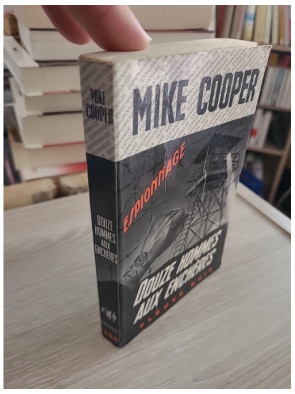 MIKE COOPER
ESPIONNAGE
DOUZE HOMMES
AUX ENCHÈRES
FLEUVE NOIR
MIKE
COOPER
DOUZE
HOMMES
AUX
ENCHÈRES